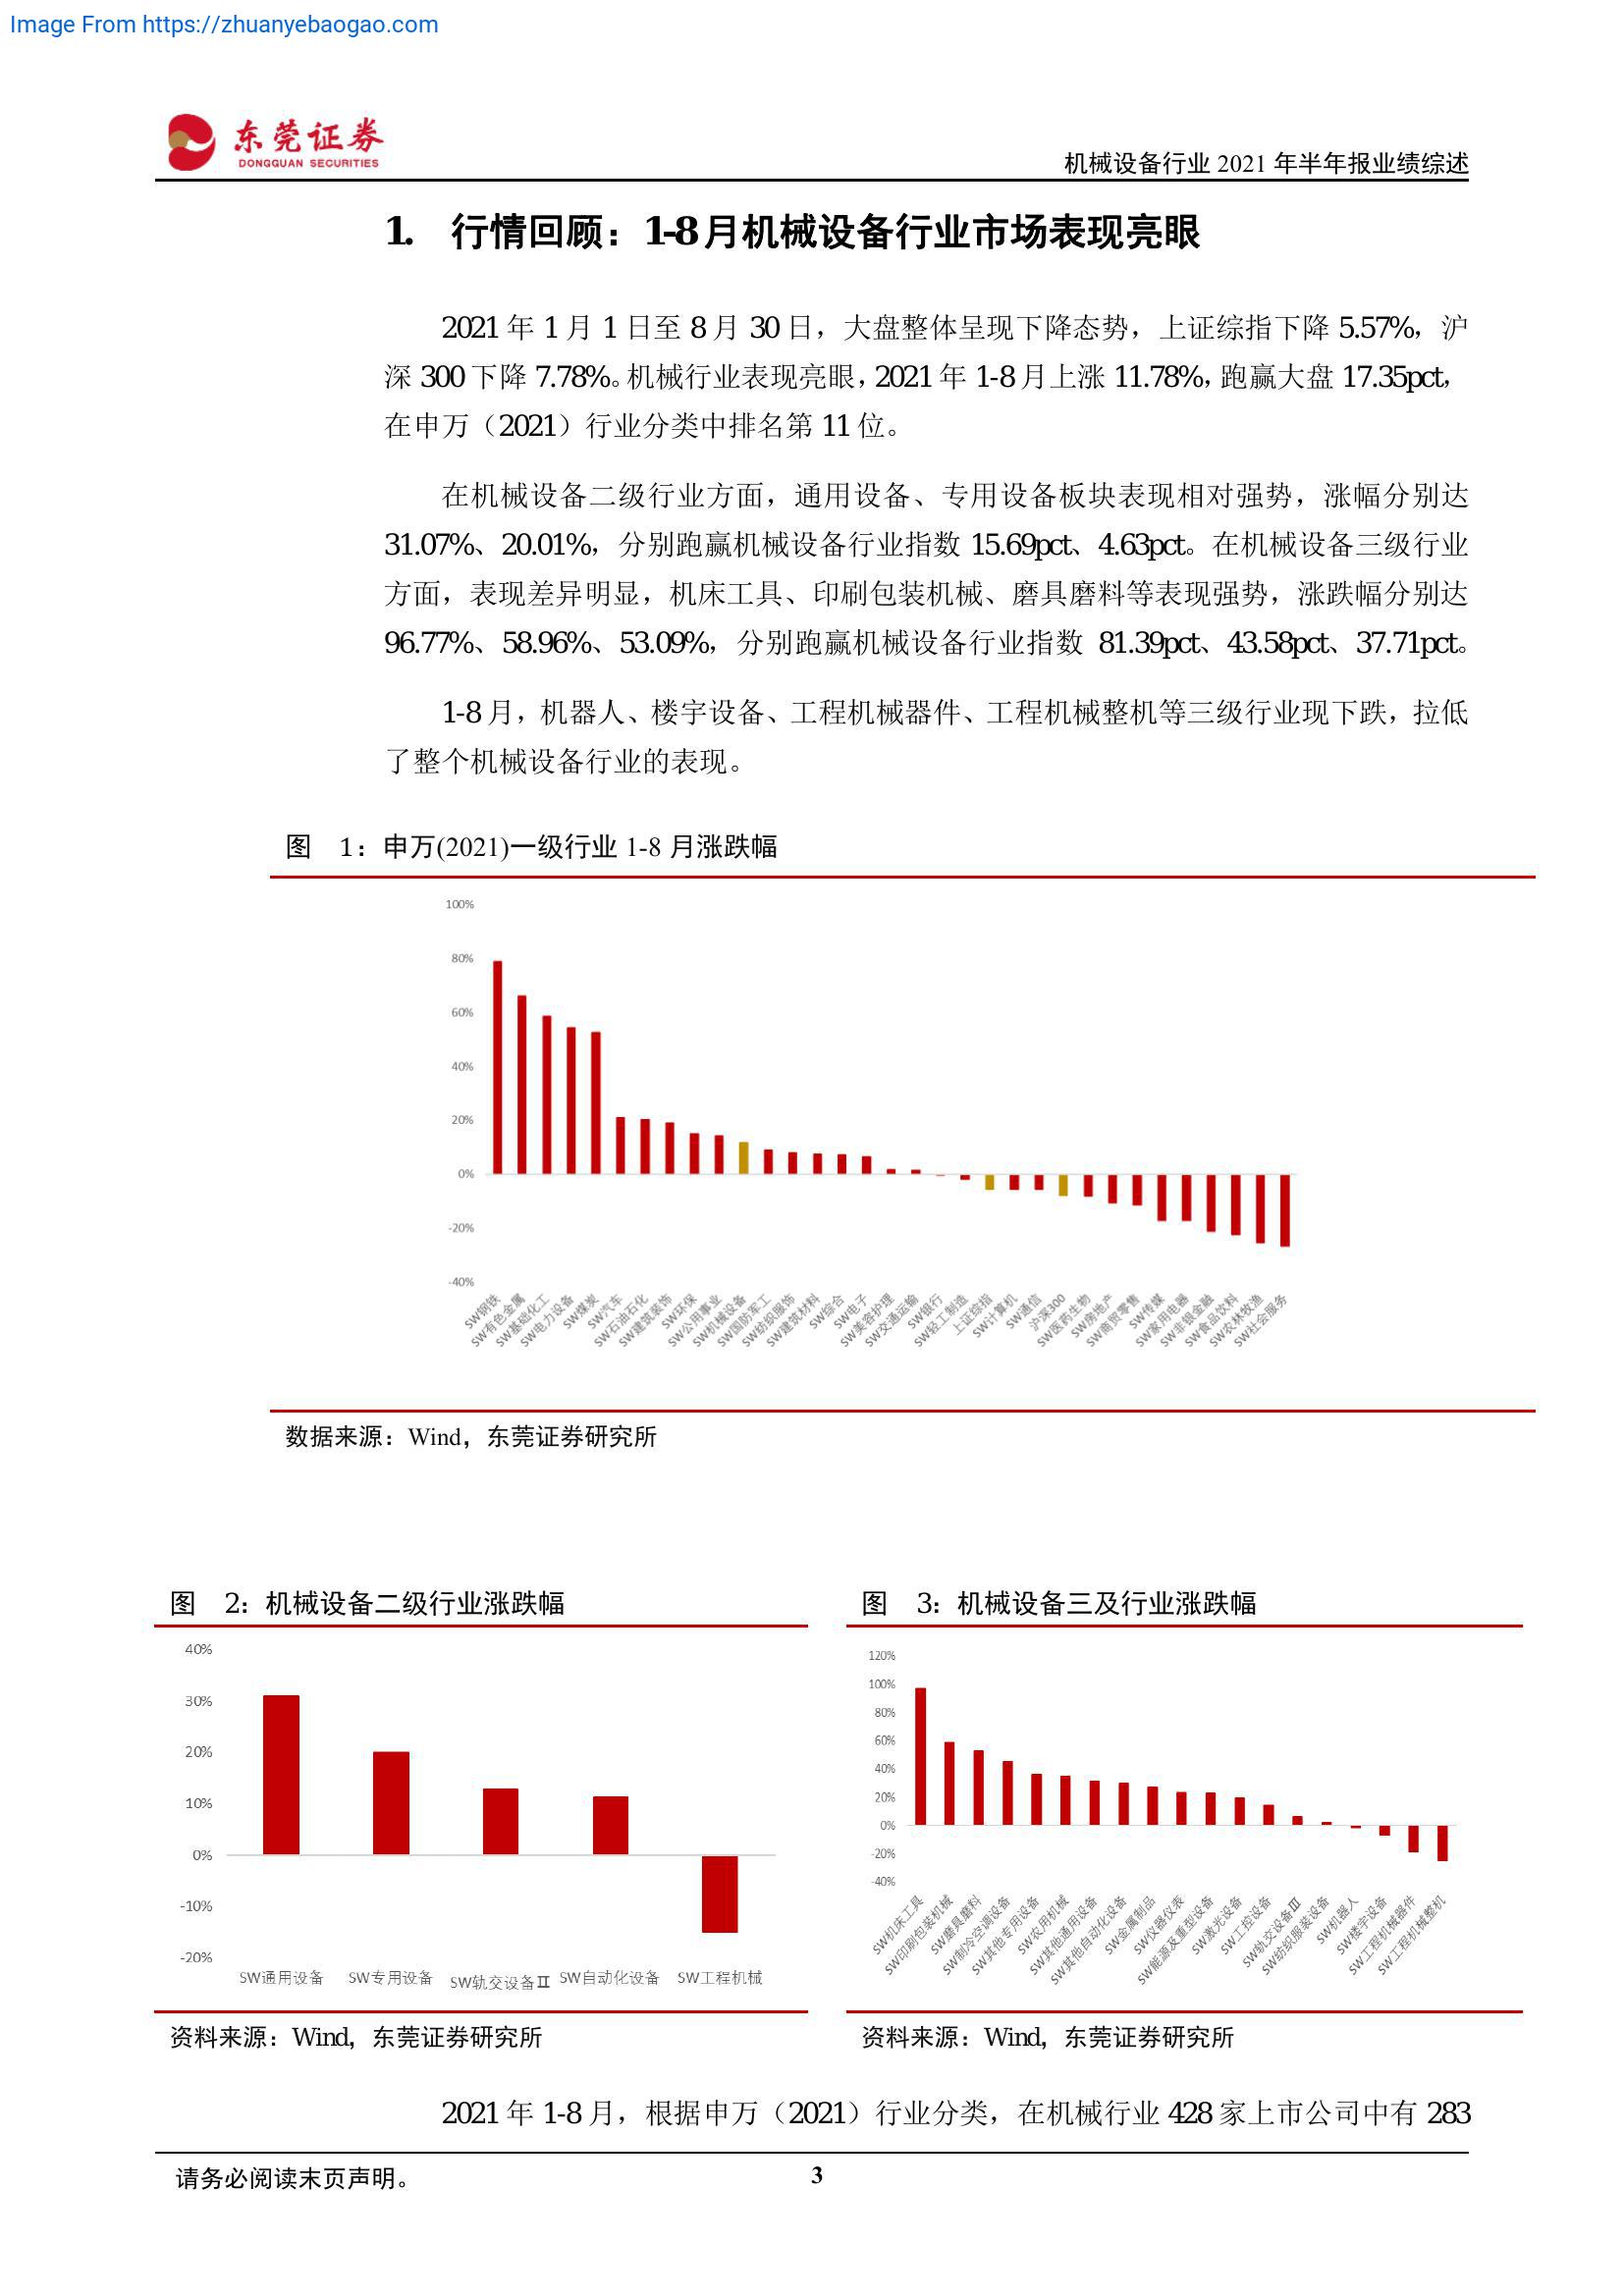 Image From https://zhuanyebaogao.com
东莞证券
DONGGUAN SECURITIES
机械设备行业 2021 年半年报业绩综述
1. 行情回顾：1-8 月机械设备行业市场表现亮眼
2021 年 1 月 1 日至 8 月 30 日，大盘整体呈现下降态势，上证综指下降 5.57%，沪
深 300 下降 7.78%。机械行业表现亮眼，2021 年 1-8 月上涨 11.78%，跑赢大盘 17.35pct，
在申万（2021）行业分类中排名第 11 位。
在机械设备二级行业方面，通用设备、专用设备板块表现相对强势，涨幅分别达
31.07%、20.01%，分别跑赢机械设备行业指数 15.69pct、4.63pct。在机械设备三级行业
方面，表现差异明显，机床工具、印刷包装机械、磨具磨料等表现强势，涨跌幅分别达
96.77%、58.96%、53.09%，分别跑赢机械设备行业指数 81.39pct、43.58pct、37.71pct。
1-8 月，机器人、楼宇设备、工程机械器件、工程机械整机等三级行业现下跌，拉低
了整个机械设备行业的表现。
图 1：申万(2021)一级行业 1-8 月涨跌幅
100%
80%
60%
40%
20%
0%
-20%
-40%
SW钢铁
SW有色金属
SW基础化工
SW电力设备
SW煤炭
SW汽车
SW石油石化
SW建筑装饰
SW环保
SW公用事业
SW机械设备
SW国防军工
SW纺织服饰
SW建筑材料
SW综合
SW电子
SW美容护理
SW交通运输
SW银行
SW轻工制造
上证综指
SW计算机
SW通信
沪深300
SW医药生物
SW房地产
SW商贸零售
SW传媒
SW家用电器
SW非银金融
SW食品饮料
SW农林牧渔
SW社会服务
数据来源：Wind，东莞证券研究所
图 2：机械设备二级行业涨跌幅
40%
30%
20%
10%
0%
-10%
-20%
SW通用设备
SW专用设备
SW轨交设备Ⅱ
SW自动化设备
SW工程机械
资料来源：Wind，东莞证券研究所
图 3：机械设备三及行业涨跌幅
120%
100%
80%
60%
40%
20%
0%
-20%
-40%
SW机床工具
SW印刷包装机械
SW磨具磨料
SW制冷空调设备
SW其他专用设备
SW农用机械
SW其他通用设备
SW其他自动化设备
SW金属制品
SW仪器仪表
SW能源及重型设备
SW激光设备
SW工控设备
SW轨交设备Ⅲ
SW纺织服装设备
SW机器人
SW楼宇设备
SW工程机械器件
SW工程机械整机
资料来源：Wind，东莞证券研究所
2021 年 1-8 月，根据申万（2021）行业分类，在机械行业 428 家上市公司中有 283
请务必阅读末页声明。
3